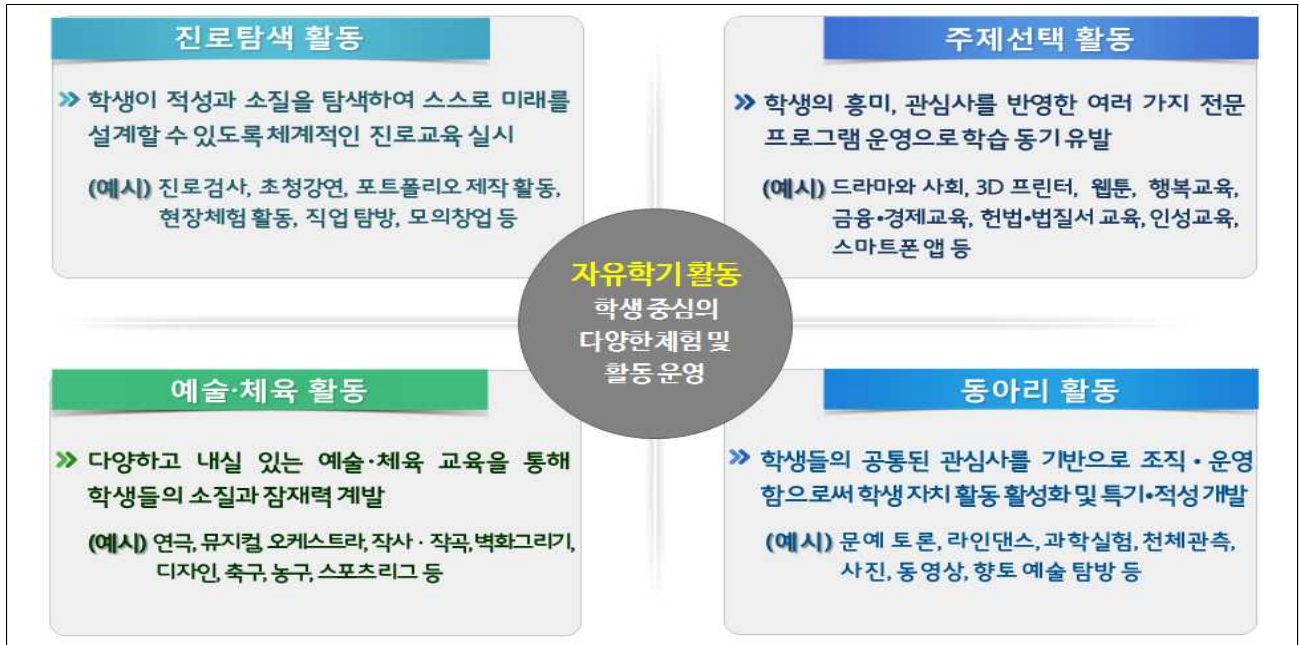 진로탐색 활동
» 학생이 적성과 소질을 탐색하여 스스로 미래를
설계할 수 있도록 체계적인 진로교육 실시
(예시) 진로검사, 초청강연, 포트폴리오 제작 활동,
현장체험 활동, 직업 탐방, 모의창업 등
주제선택 활동
» 학생의 흥미, 관심사를 반영한 여러 가지 전문
프로그램 운영으로 학습 동기 유발
(예시) 드라마와 사회, 3D 프린터, 웹툰, 행복교육,
금융•경제교육, 헌법•법질서 교육, 인성교육,
스마트폰 앱 등
자유학기 활동
학생 중심의
다양한 체험 및
활동 운영
예술·체육 활동
» 다양하고 내실 있는 예술·체육 교육을 통해
학생들의 소질과 잠재력 계발
(예시) 연극, 뮤지컬, 오케스트라, 작사 · 작곡, 벽화그리기,
디자인, 축구, 농구, 스포츠리그 등
동아리 활동
» 학생들의 공통된 관심사를 기반으로 조직 • 운영
함으로써 학생 자치 활동 활성화 및 특기•적성 개발
(예시) 문예 토론, 라인댄스, 과학실험, 천체관측,
사진, 동영상, 향토 예술 탐방 등